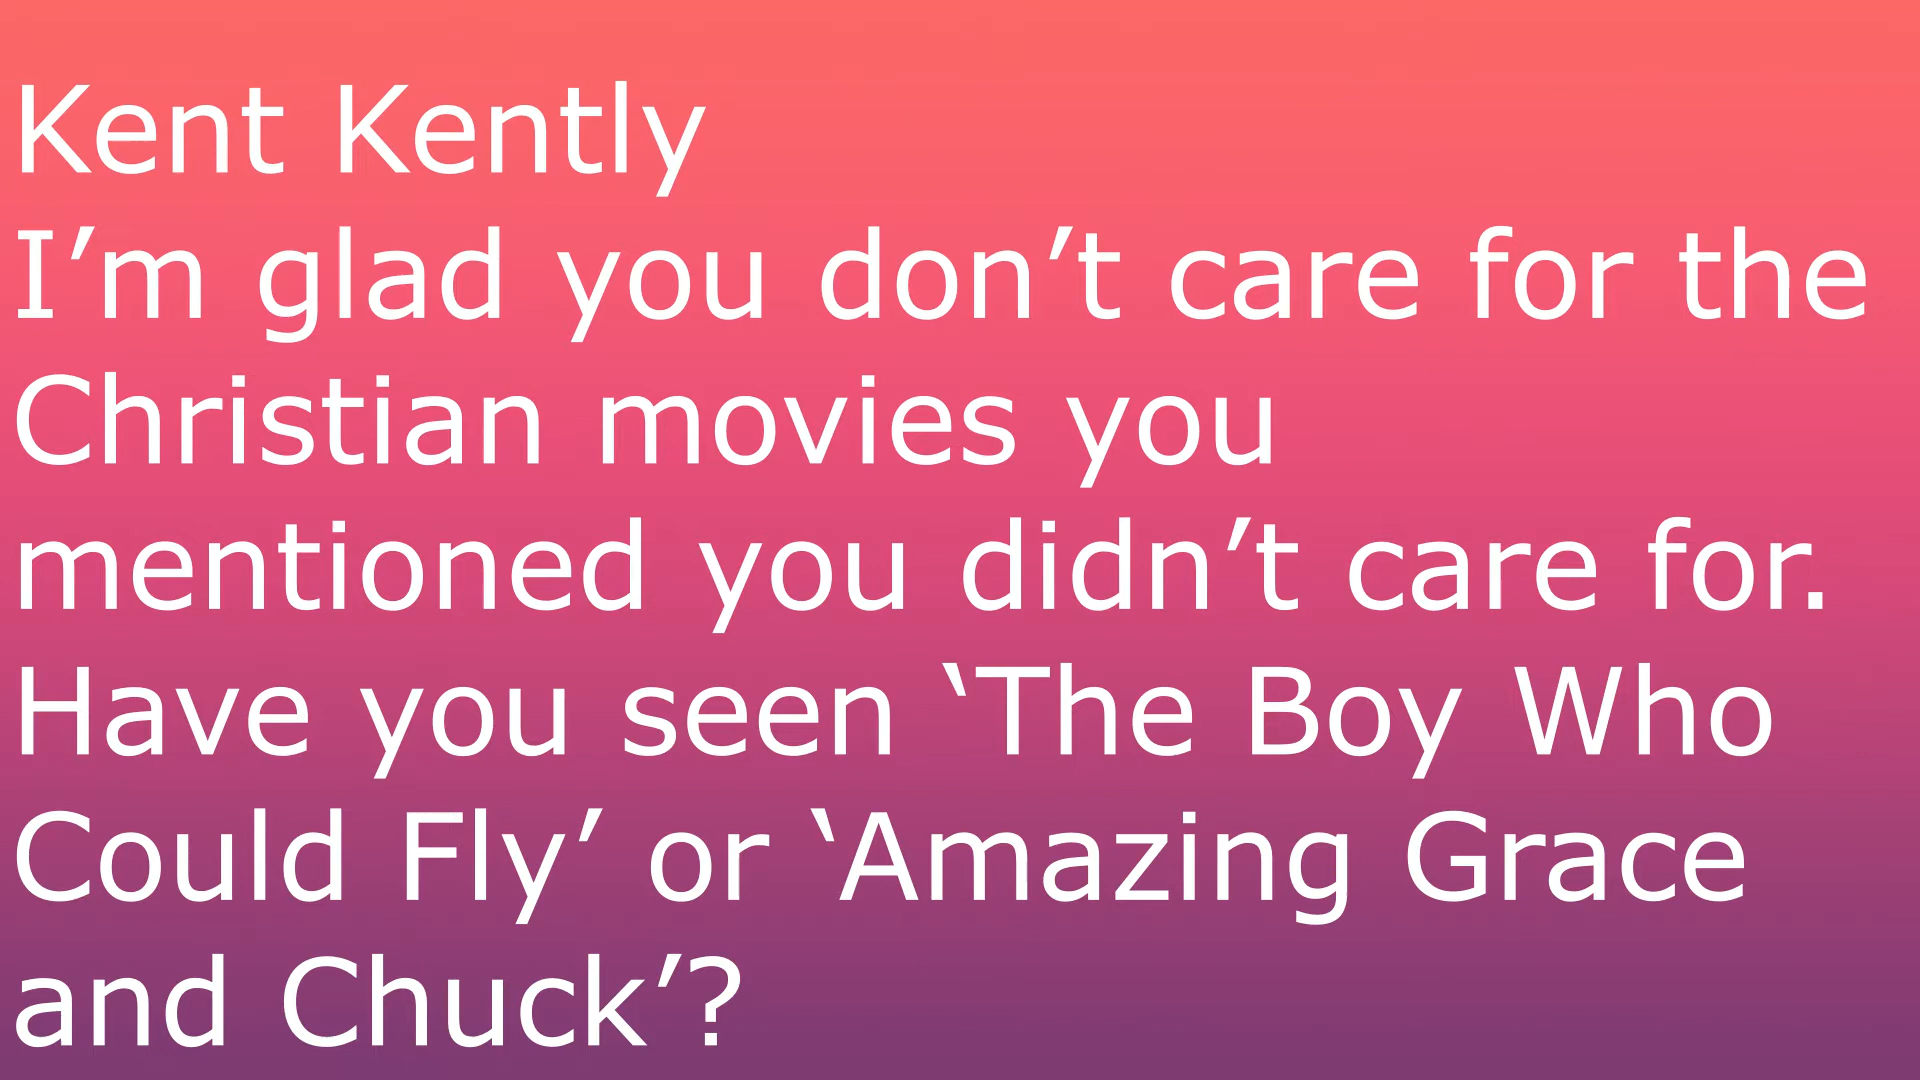 Kent Kently
I’m glad you don’t care for the
Christian movies you
mentioned you didn’t care for.
Have you seen ‘The Boy Who
Could Fly’ or ‘Amazing Grace
and Chuck’?